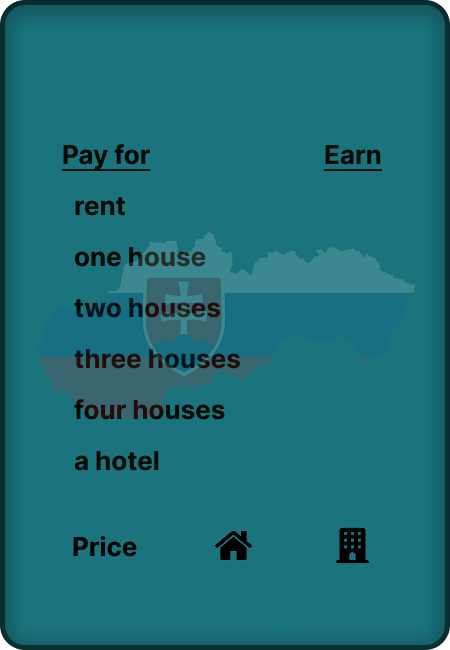 Pay for Earn
rent
one house
two houses
three houses
four houses
a hotel
Price